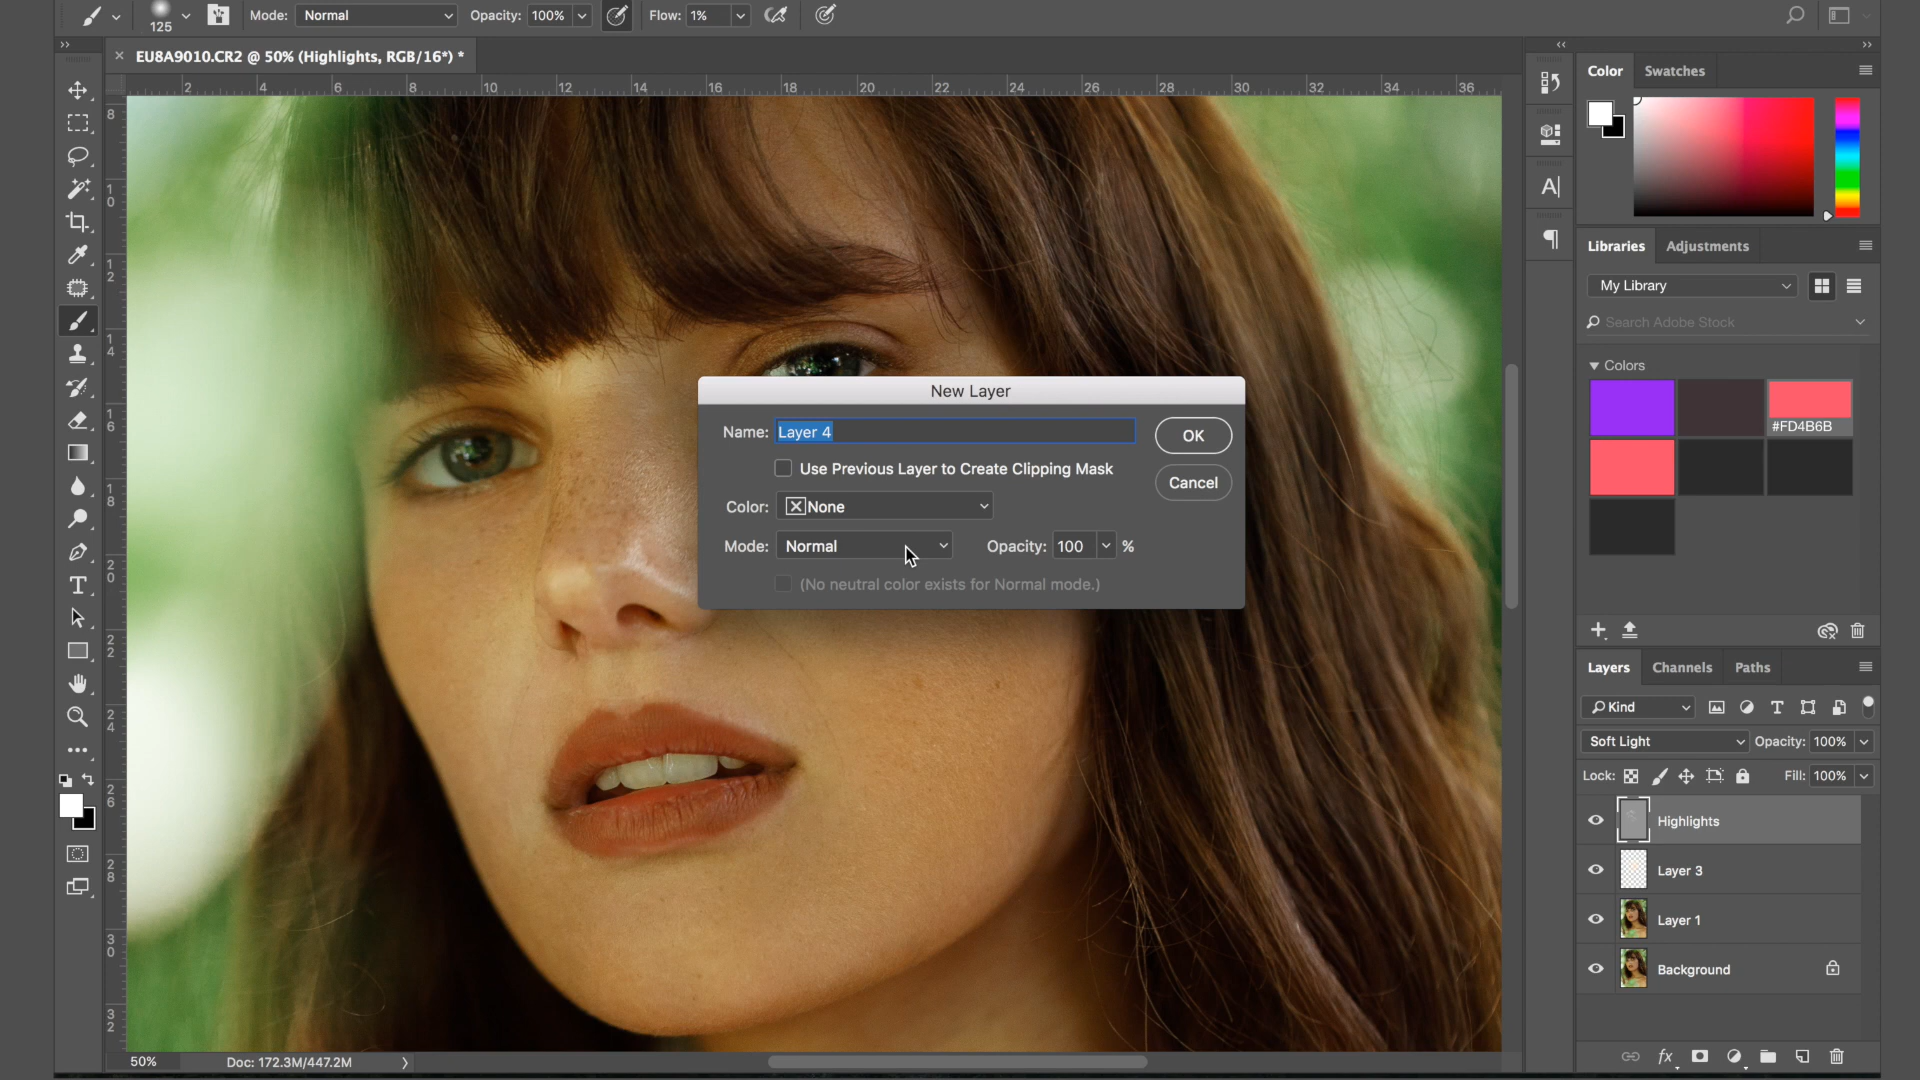 125
Mode: Normal
Opacity: 100%
Flow: 1%
EU8A9010.CR2 @ 50% (Highlights, RGB/16*) *
2 4 6 8 10 12 14 16 18 20 22 24 26 28 30 32 34 36
8
10
12
14
16
18
20
22
24
26
28
30
32
New Layer
Name: Layer 4
OK
Use Previous Layer to Create Clipping Mask
Cancel
Color: None
Mode: Normal
Opacity: 100 %
(No neutral color exists for Normal mode.)
Color Swatches
Libraries Adjustments
My Library
Search Adobe Stock
Colors
#FD4B6B
Layers Channels Paths
Kind
Soft Light Opacity: 100%
Lock: Fill: 100%
Highlights
Layer 3
Layer 1
Background
fx
50% Doc: 172.3M/447.2M